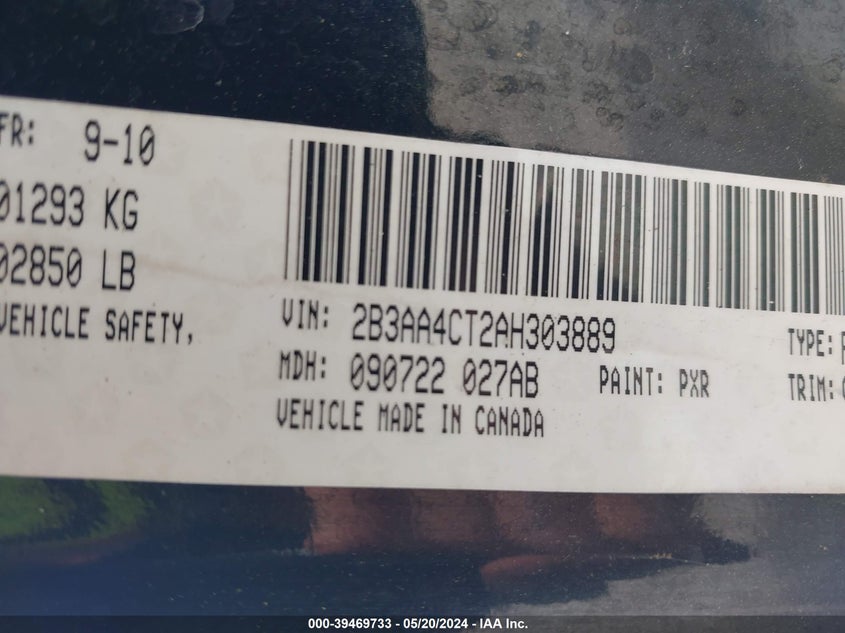 FR: 9-10
01293 KG
02850 LB
VEHICLE SAFETY,
VIN: 2B3AA4CT2AH303889 TYPE:
MDH: 090722 027AB PAINT: PXR TRIM:
VEHICLE MADE IN CANADA
000-39469733 - 05/20/2024 - IAA Inc.